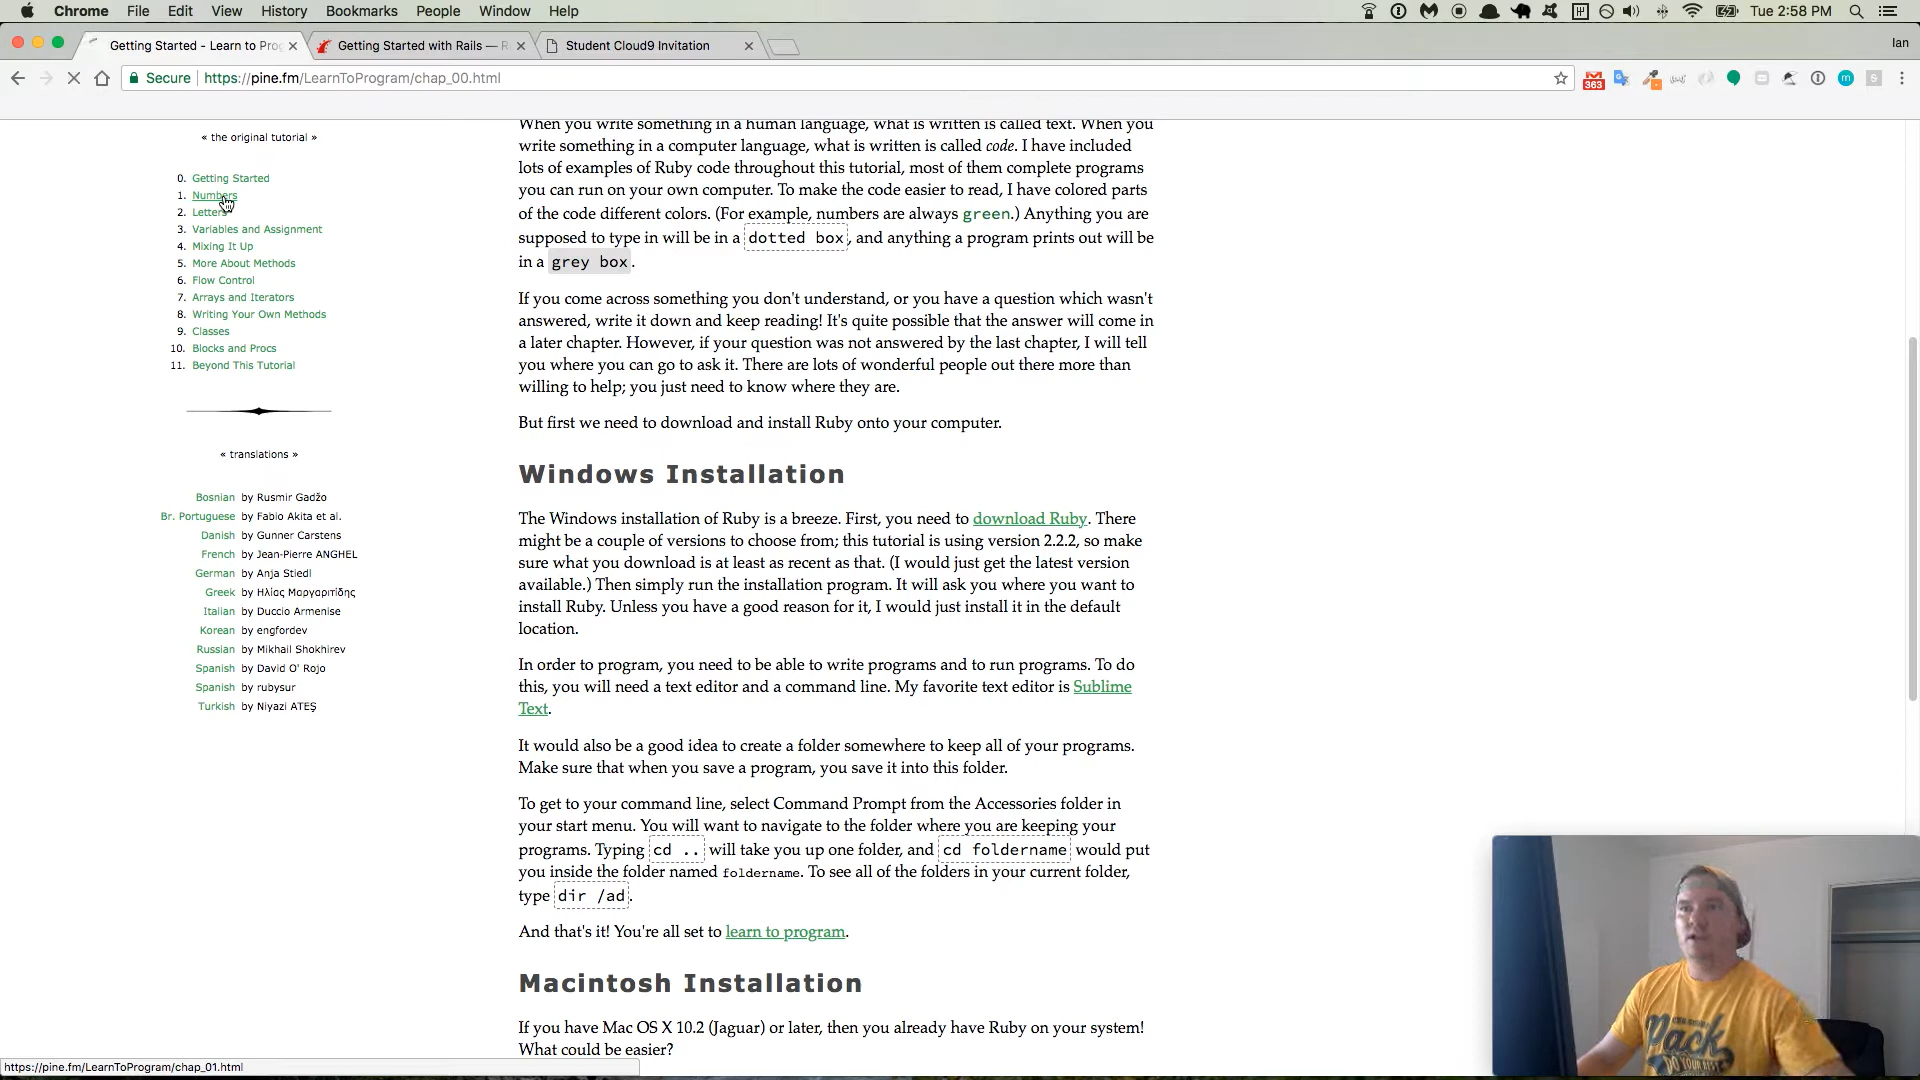 Chrome File Edit View History Bookmarks People Window Help Tue 2:58 PM
Getting Started - Learn to Prog Getting Started with Rails — R Student Cloud9 Invitation Ian
Secure https://pine.fm/LearnToProgram/chap_00.html 363
« the original tutorial »
0. Getting Started
1. Numbers
2. Letters
3. Variables and Assignment
4. Mixing It Up
5. More About Methods
6. Flow Control
7. Arrays and Iterators
8. Writing Your Own Methods
9. Classes
10. Blocks and Procs
11. Beyond This Tutorial
« translations »
Bosnian by Rusmir Gadžo
Br. Portuguese by Fabio Akita et al.
Danish by Gunner Carstens
French by Jean-Pierre ANGHEL
German by Anja Stiedl
Greek by Ηλίας Μαργαριτίδης
Italian by Duccio Armenise
Korean by engfordev
Russian by Mikhail Shokhirev
Spanish by David O' Rojo
Spanish by rubysur
Turkish by Niyazi ATEŞ
When you write something in a human language, what is written is called text. When you
write something in a computer language, what is written is called code. I have included
lots of examples of Ruby code throughout this tutorial, most of them complete programs
you can run on your own computer. To make the code easier to read, I have colored parts
of the code different colors. (For example, numbers are always green.) Anything you are
supposed to type in will be in a dotted box, and anything a program prints out will be
in a grey box.
If you come across something you don't understand, or you have a question which wasn't
answered, write it down and keep reading! It's quite possible that the answer will come in
a later chapter. However, if your question was not answered by the last chapter, I will tell
you where you can go to ask it. There are lots of wonderful people out there more than
willing to help; you just need to know where they are.
But first we need to download and install Ruby onto your computer.
Windows Installation
The Windows installation of Ruby is a breeze. First, you need to download Ruby. There
might be a couple of versions to choose from; this tutorial is using version 2.2.2, so make
sure what you download is at least as recent as that. (I would just get the latest version
available.) Then simply run the installation program. It will ask you where you want to
install Ruby. Unless you have a good reason for it, I would just install it in the default
location.
In order to program, you need to be able to write programs and to run programs. To do
this, you will need a text editor and a command line. My favorite text editor is Sublime
Text.
It would also be a good idea to create a folder somewhere to keep all of your programs.
Make sure that when you save a program, you save it into this folder.
To get to your command line, select Command Prompt from the Accessories folder in
your start menu. You will want to navigate to the folder where you are keeping your
programs. Typing cd .. will take you up one folder, and cd foldername would put
you inside the folder named foldername. To see all of the folders in your current folder,
type dir /ad.
And that's it! You're all set to learn to program.
Macintosh Installation
If you have Mac OS X 10.2 (Jaguar) or later, then you already have Ruby on your system!
What could be easier?
https://pine.fm/LearnToProgram/chap_01.html
Pack